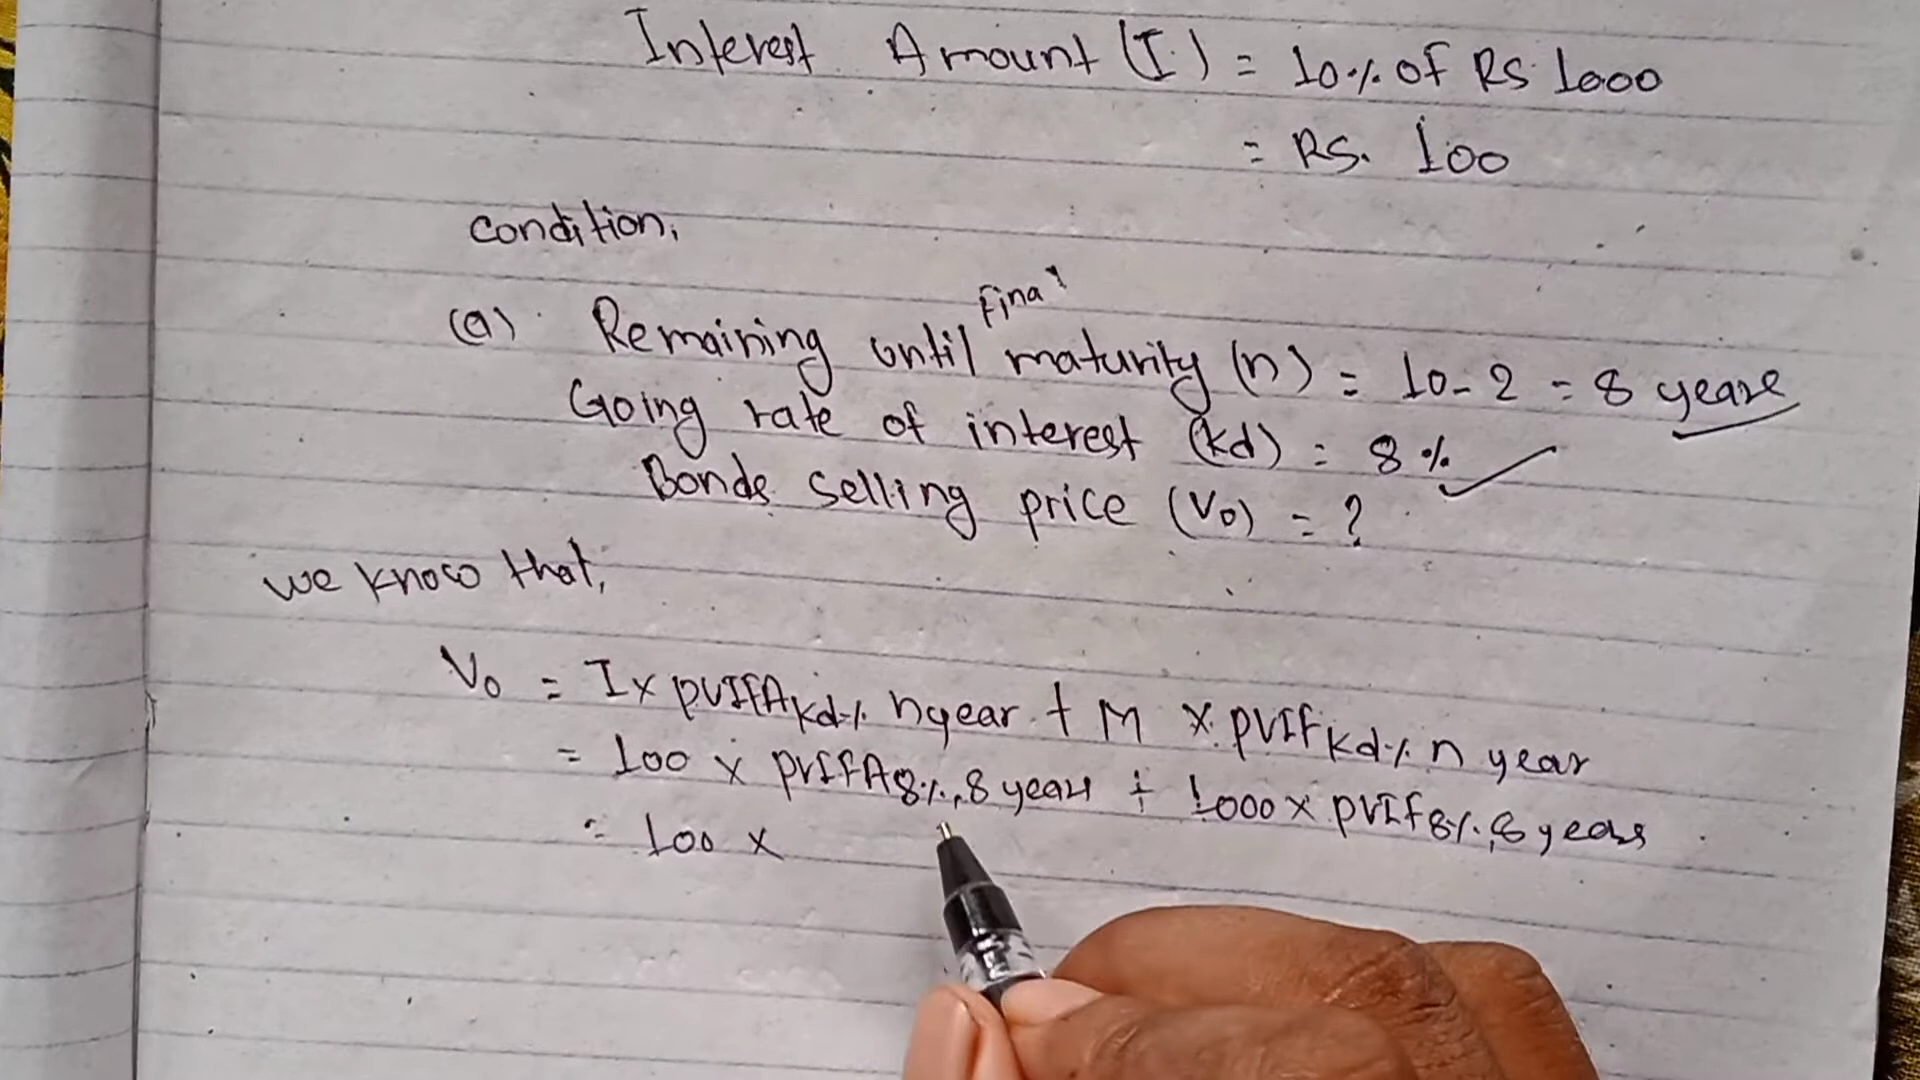 Interest Amount (I) = 10% of Rs. 1000
= Rs. 100
condition,
(a) Remaining until final maturity (n) = 10-2 = 8 years
Going rate of interest (kd) = 8%
Bonds selling price (V0) = ?
we know that,
V0 = I x PVIFAkd% n year + M x PVIFkd% n year
= 100 x PVIFA8%,8 years + 1000 x PVIF8%,8 years
= 100 x